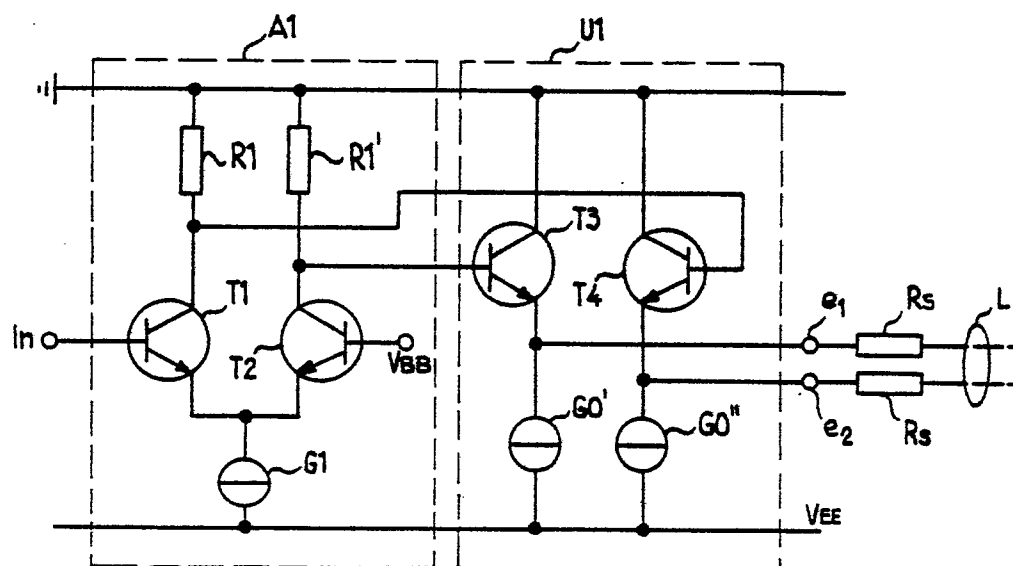 A1 U1
R1 R1'
T3
T1 T4
In T2 VBB
e1 Rs L
G0' G0" e2 Rs
G1
VEE